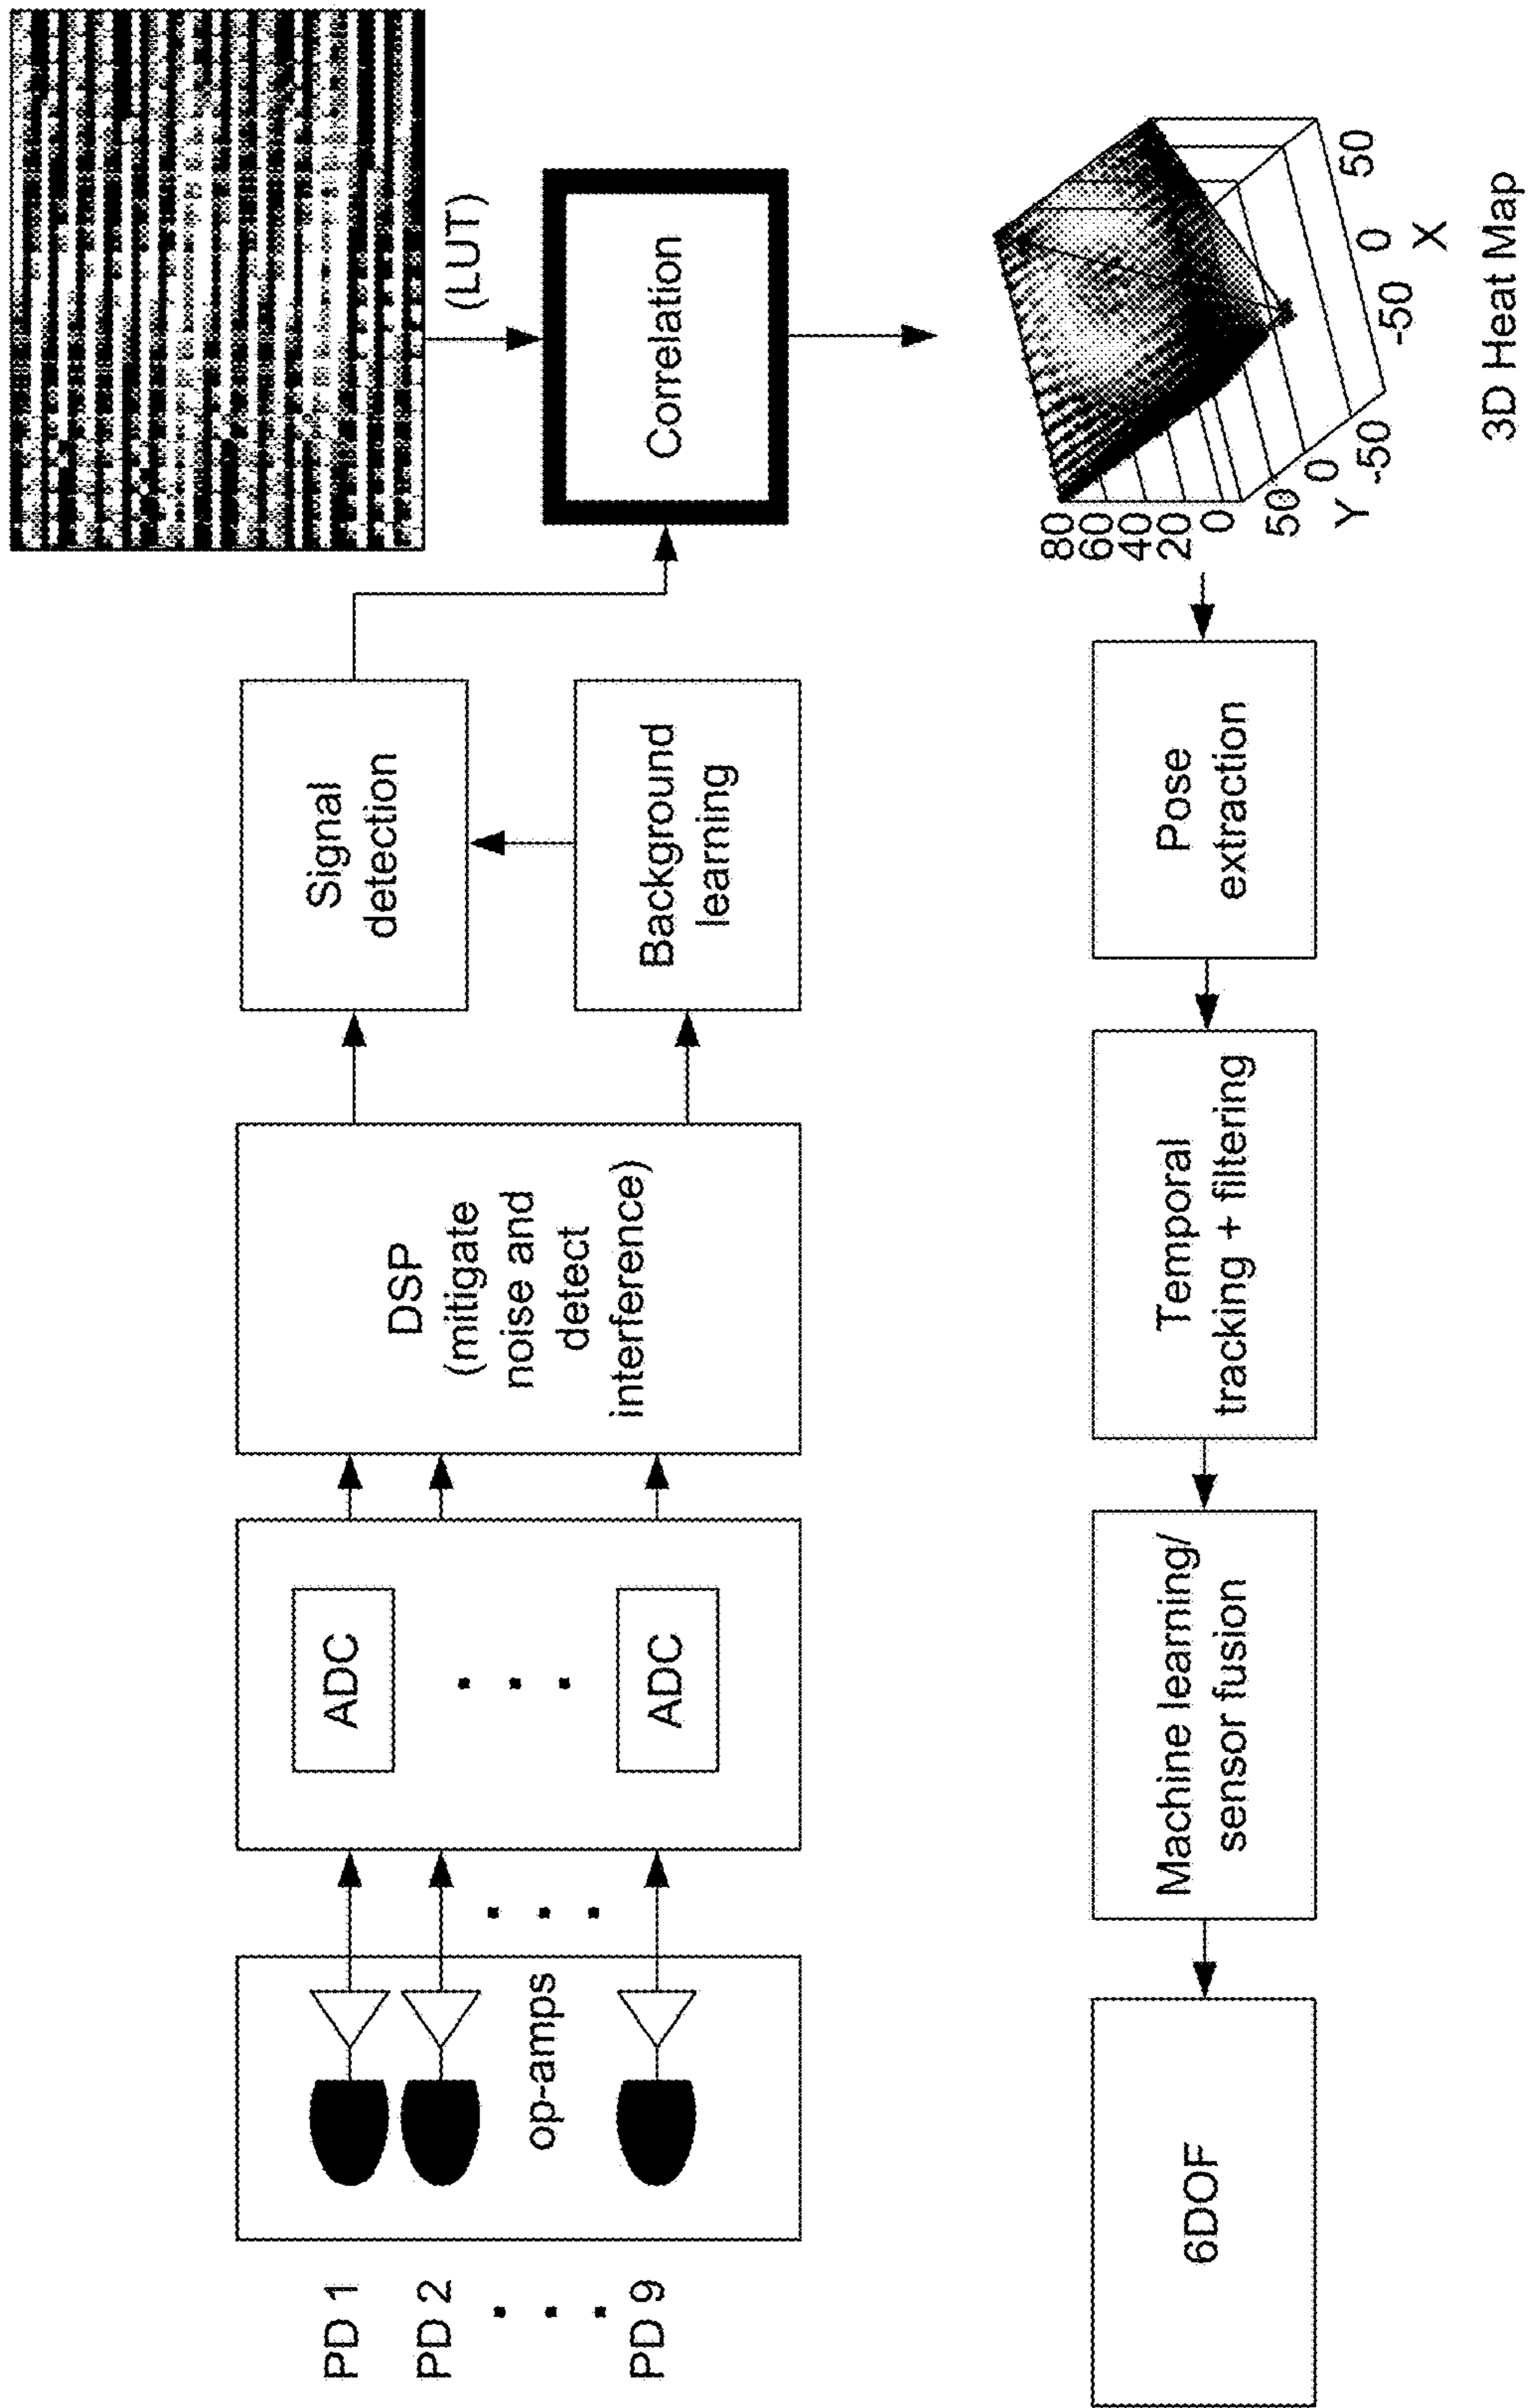 PD 1
PD 2
PD 9
op-amps
ADC
ADC
DSP
(mitigate
noise and
detect
interference)
Signal
detection
Background
learning
(LUT)
Correlation
80
60
40
20
0
50
0
-50
Y
-50
0
50
X
3D Heat Map
Pose
extraction
Temporal
tracking + filtering
Machine learning/
sensor fusion
6DOF